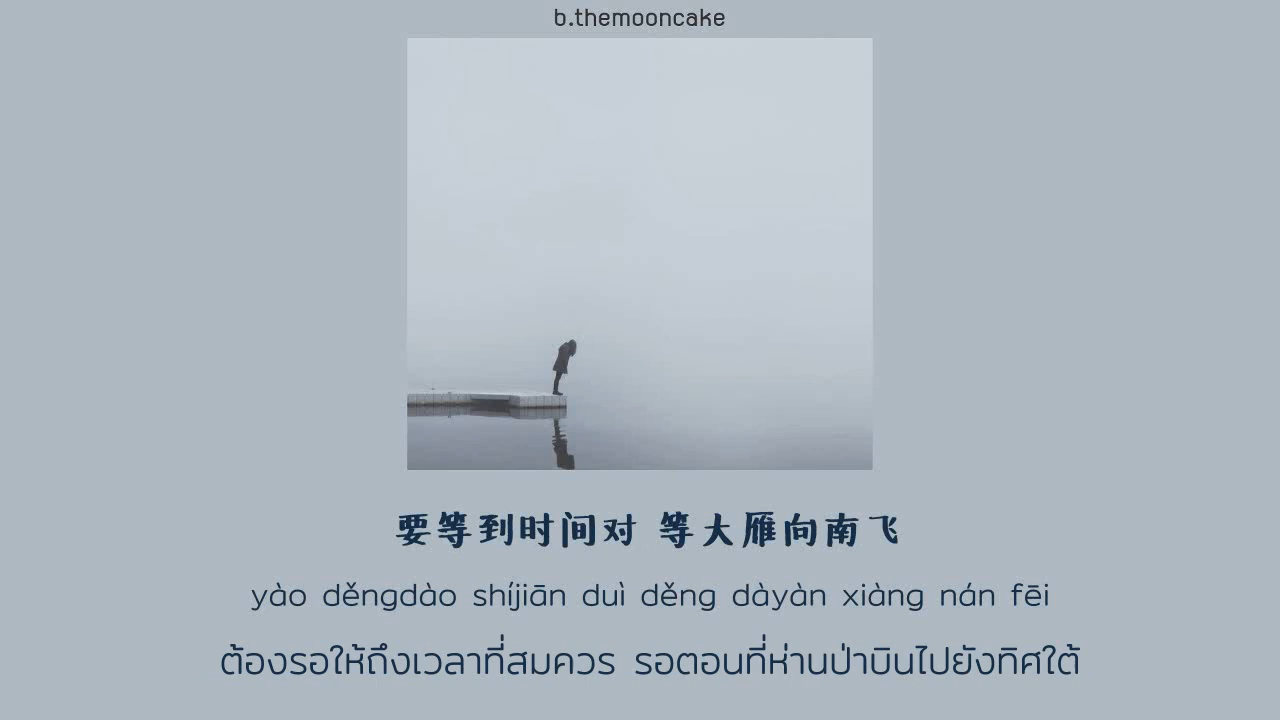 b.themooncake
要等到时间对 等大雁向南飞
yào děngdào shíjiān duì děng dàyàn xiàng nán fēi
ต้องรอให้ถึงเวลาที่สมควร รอตอนที่ห่านป่าบินไปยังทิศใต้